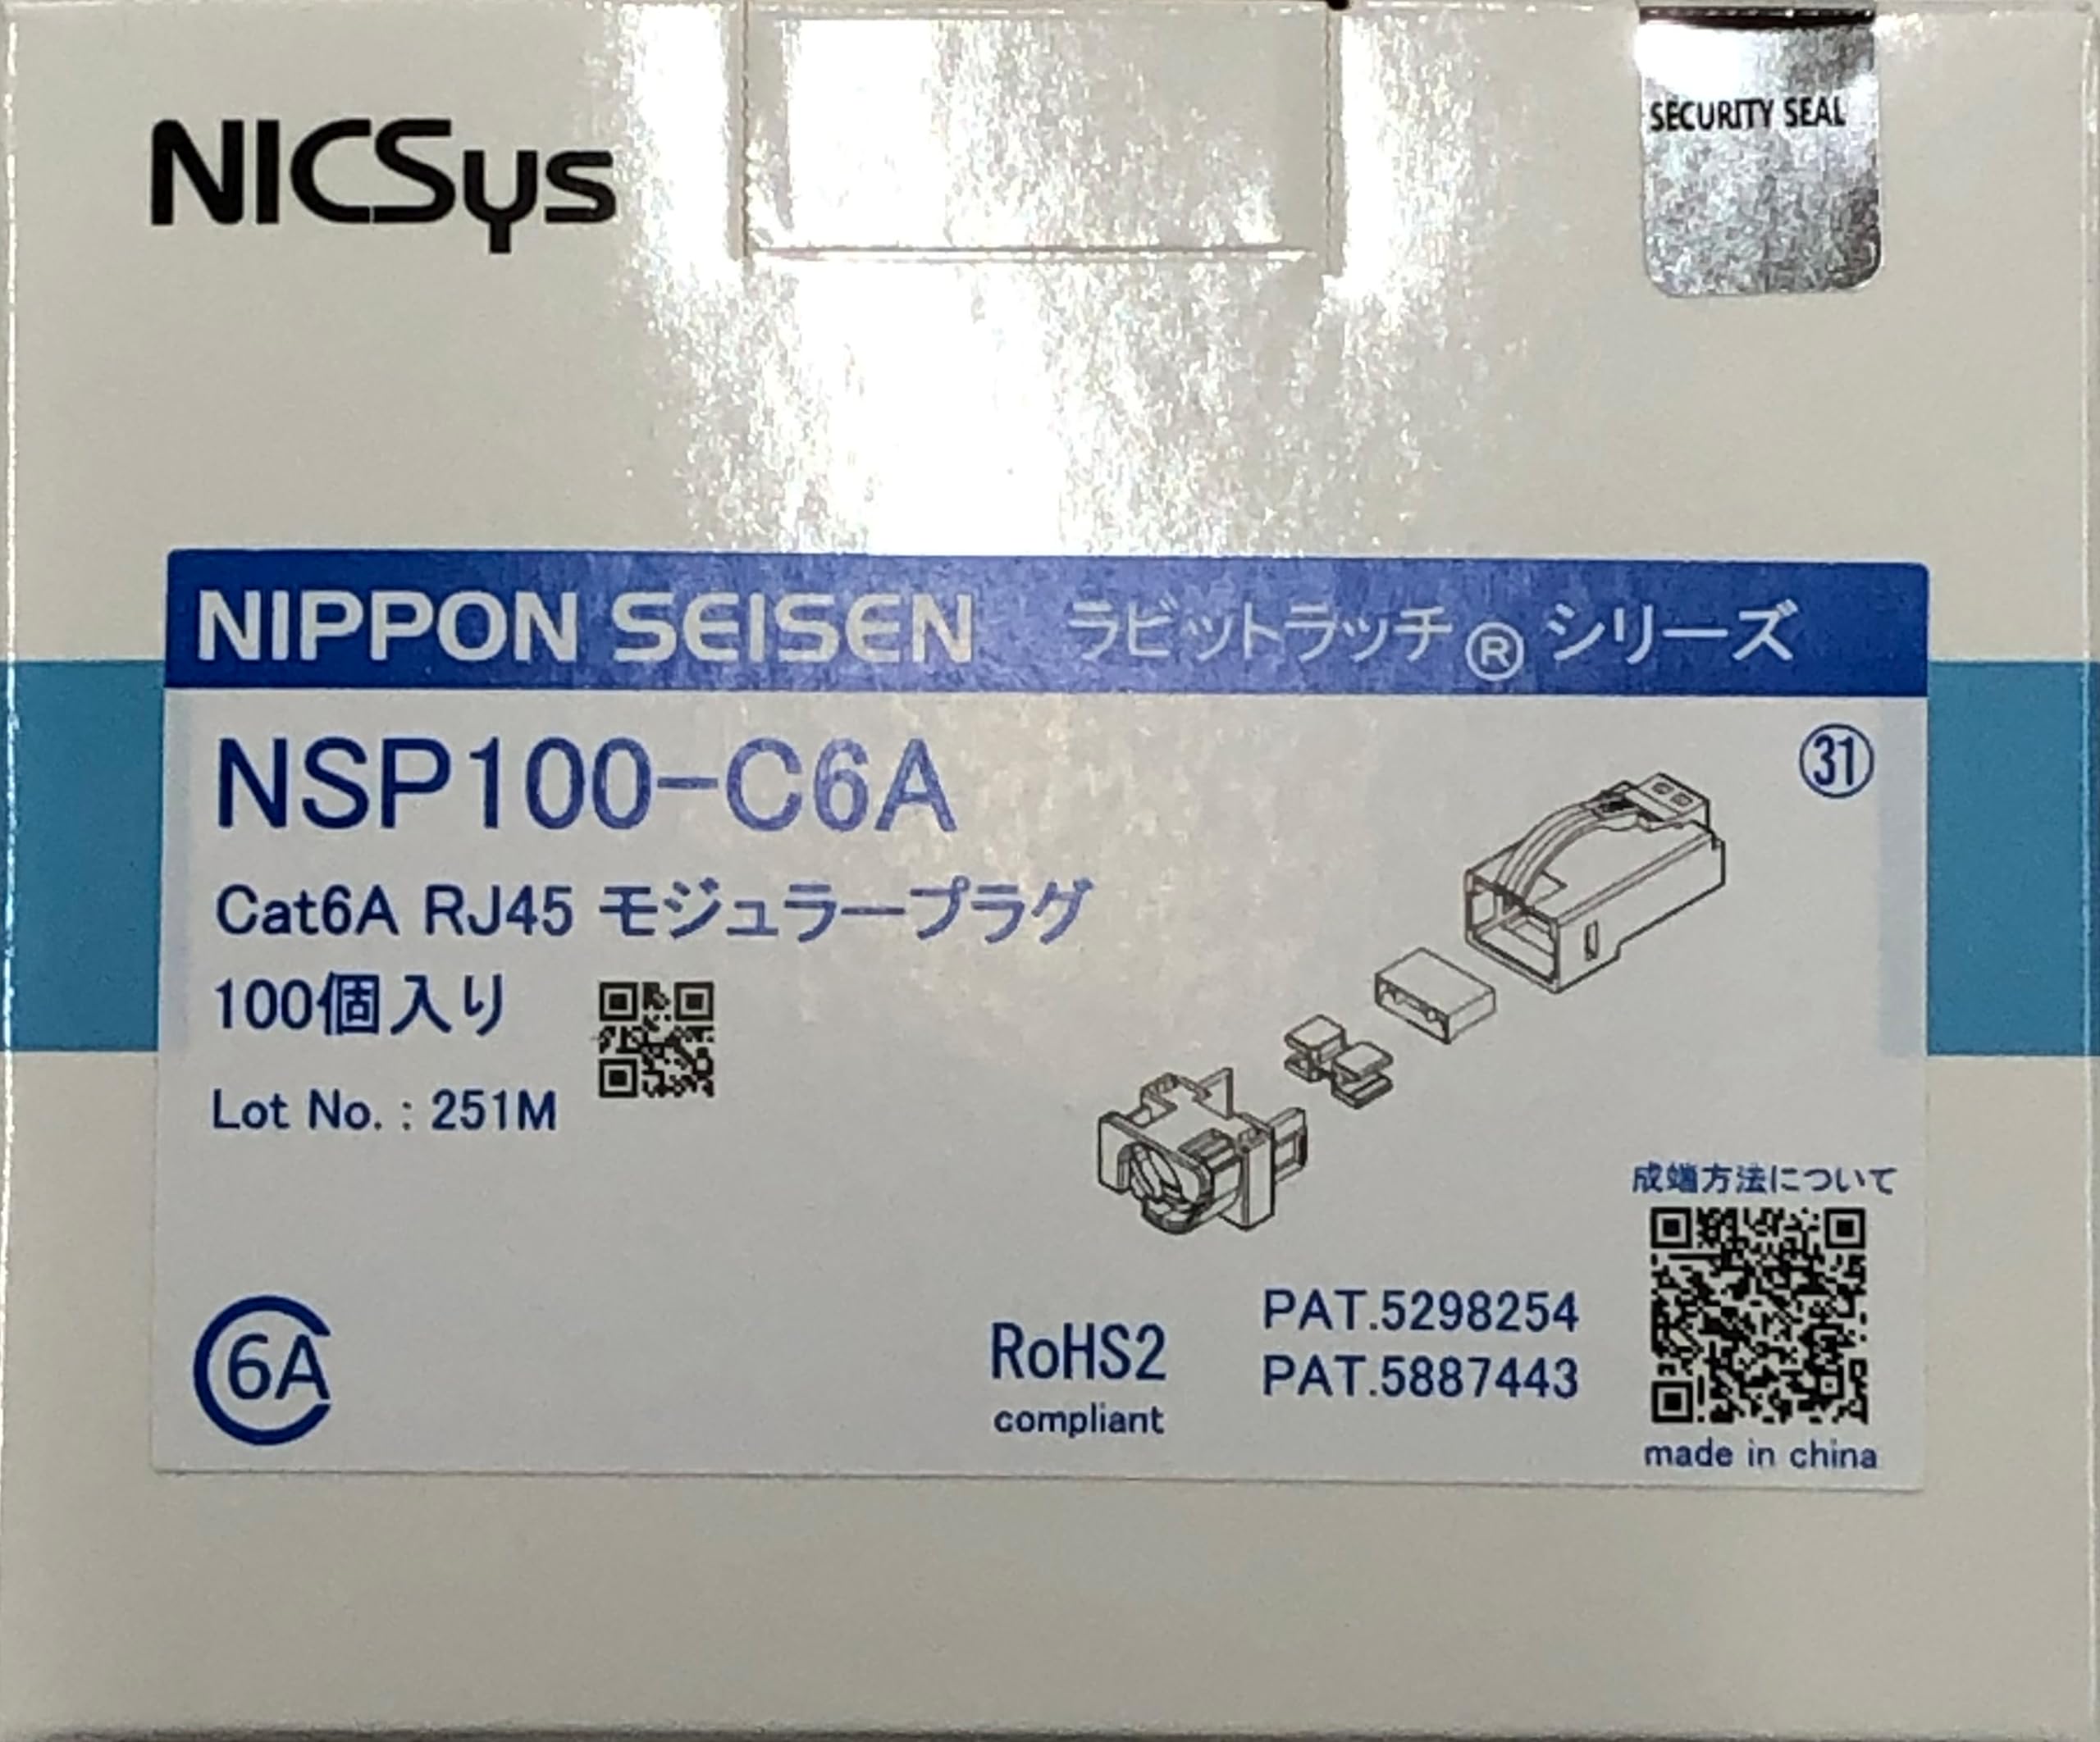 NICSys
SECURITY SEAL
NIPPON SEISEN ラビットラッチ®シリーズ
NSP100-C6A
㉛
Cat6A RJ45 モジュラープラグ
100個入り
Lot No. : 251M
成端方法について
6A
RoHS2
compliant
PAT.5298254
PAT.5887443
made in china